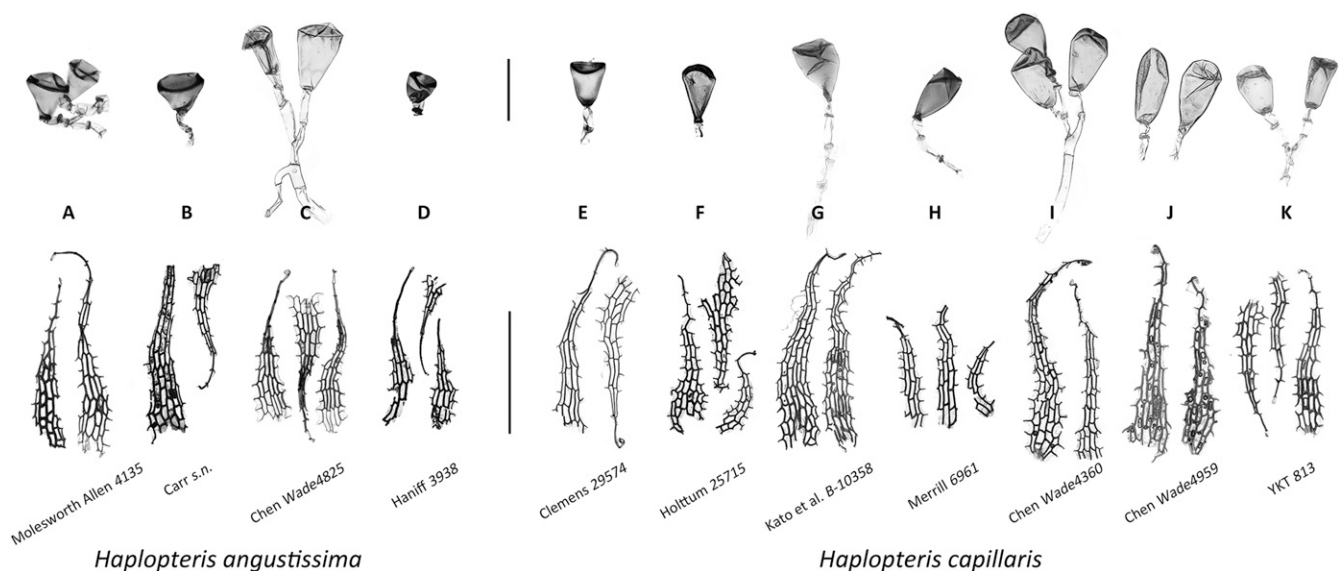 A B C D E F G H I J K
Molesworth Allen 4135 Carr s.n. Chen Wade4825 Haniff 3938 Clemens 29574 Holttum 25715 Kato et al. B-10358 Merrill 6961 Chen Wade4360 Chen Wade4959 YKT 813
Haplopteris angustissima Haplopteris capillaris